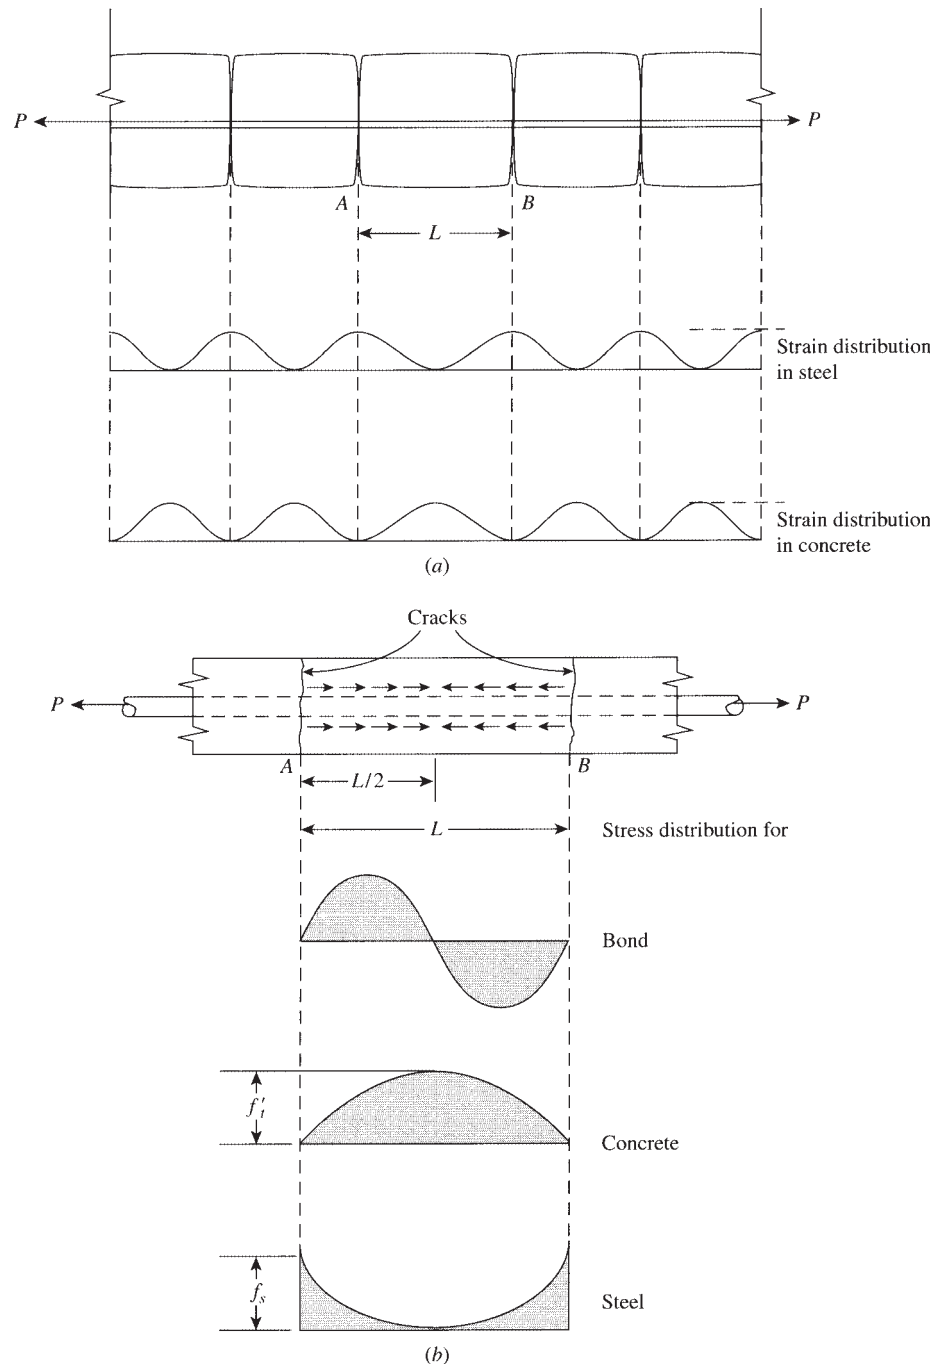 P
P
A
B
L
Strain distribution
in steel
Strain distribution
in concrete
(a)
Cracks
P
P
A
B
L/2
L
Stress distribution for
Bond
f't
Concrete
fs
Steel
(b)